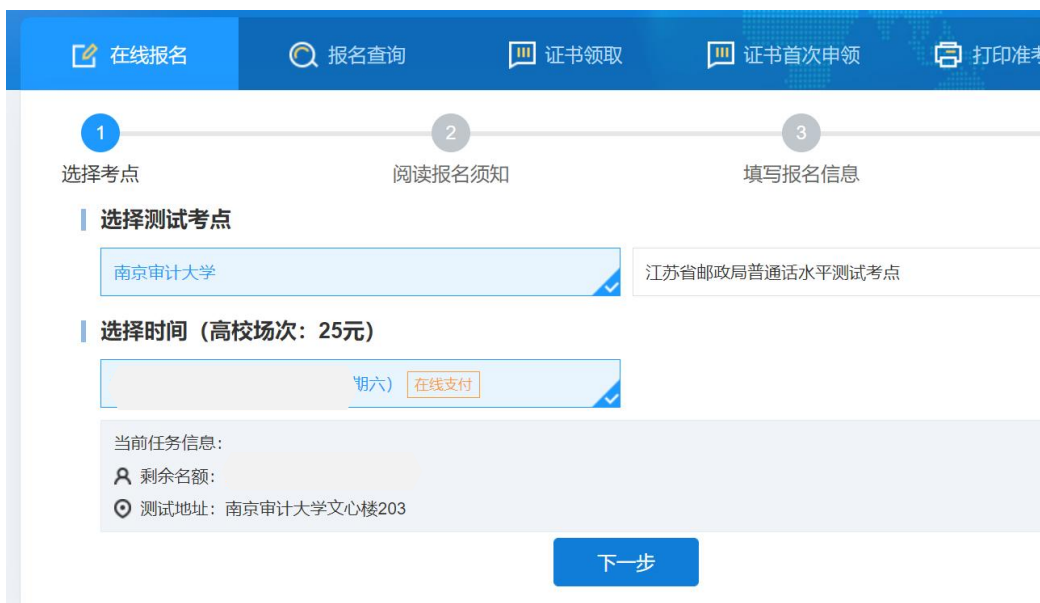 在线报名 报名查询 证书领取 证书首次申领 打印准考
1 2 3
选择考点 阅读报名须知 填写报名信息
选择测试考点
南京审计大学 江苏省邮政局普通话水平测试考点
选择时间（高校场次：25元）
期六） 在线支付
当前任务信息：
剩余名额：
测试地址：南京审计大学文心楼203
下一步